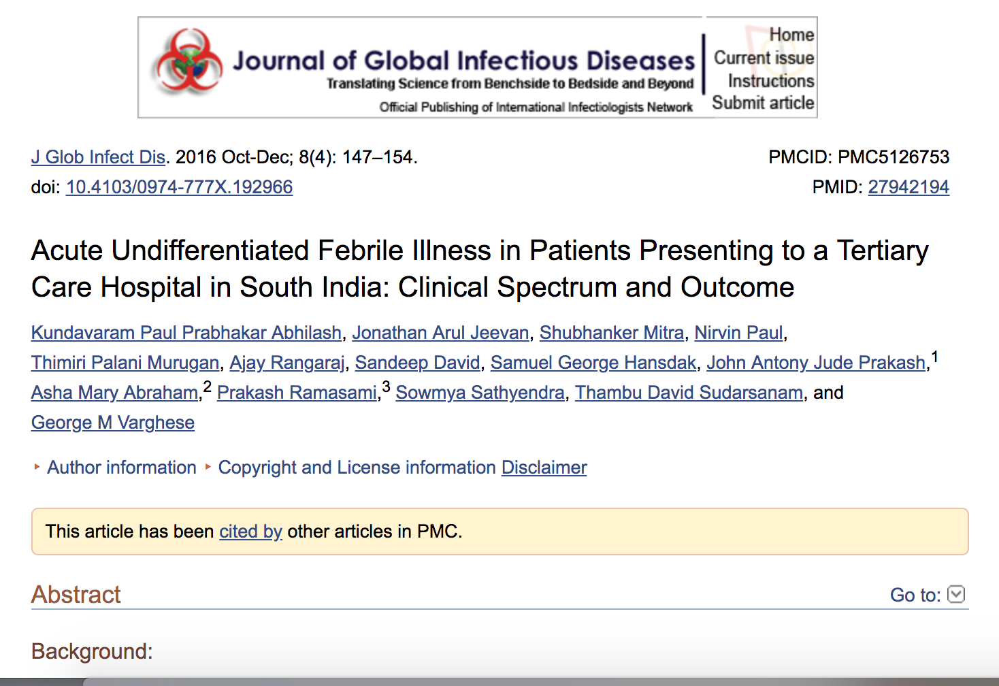 Journal of Global Infectious Diseases
Translating Science from Benchside to Bedside and Beyond
Official Publishing of International Infectiologists Network
Home
Current issue
Instructions
Submit article
J Glob Infect Dis. 2016 Oct-Dec; 8(4): 147–154.
PMCID: PMC5126753
doi: 10.4103/0974-777X.192966
PMID: 27942194
Acute Undifferentiated Febrile Illness in Patients Presenting to a Tertiary
Care Hospital in South India: Clinical Spectrum and Outcome
Kundavaram Paul Prabhakar Abhilash, Jonathan Arul Jeevan, Shubhanker Mitra, Nirvin Paul,
Thimiri Palani Murugan, Ajay Rangaraj, Sandeep David, Samuel George Hansdak, John Antony Jude Prakash,1
Asha Mary Abraham,2 Prakash Ramasami,3 Sowmya Sathyendra, Thambu David Sudarsanam, and
George M Varghese
Author information Copyright and License information Disclaimer
This article has been cited by other articles in PMC.
Abstract
Go to:
Background: